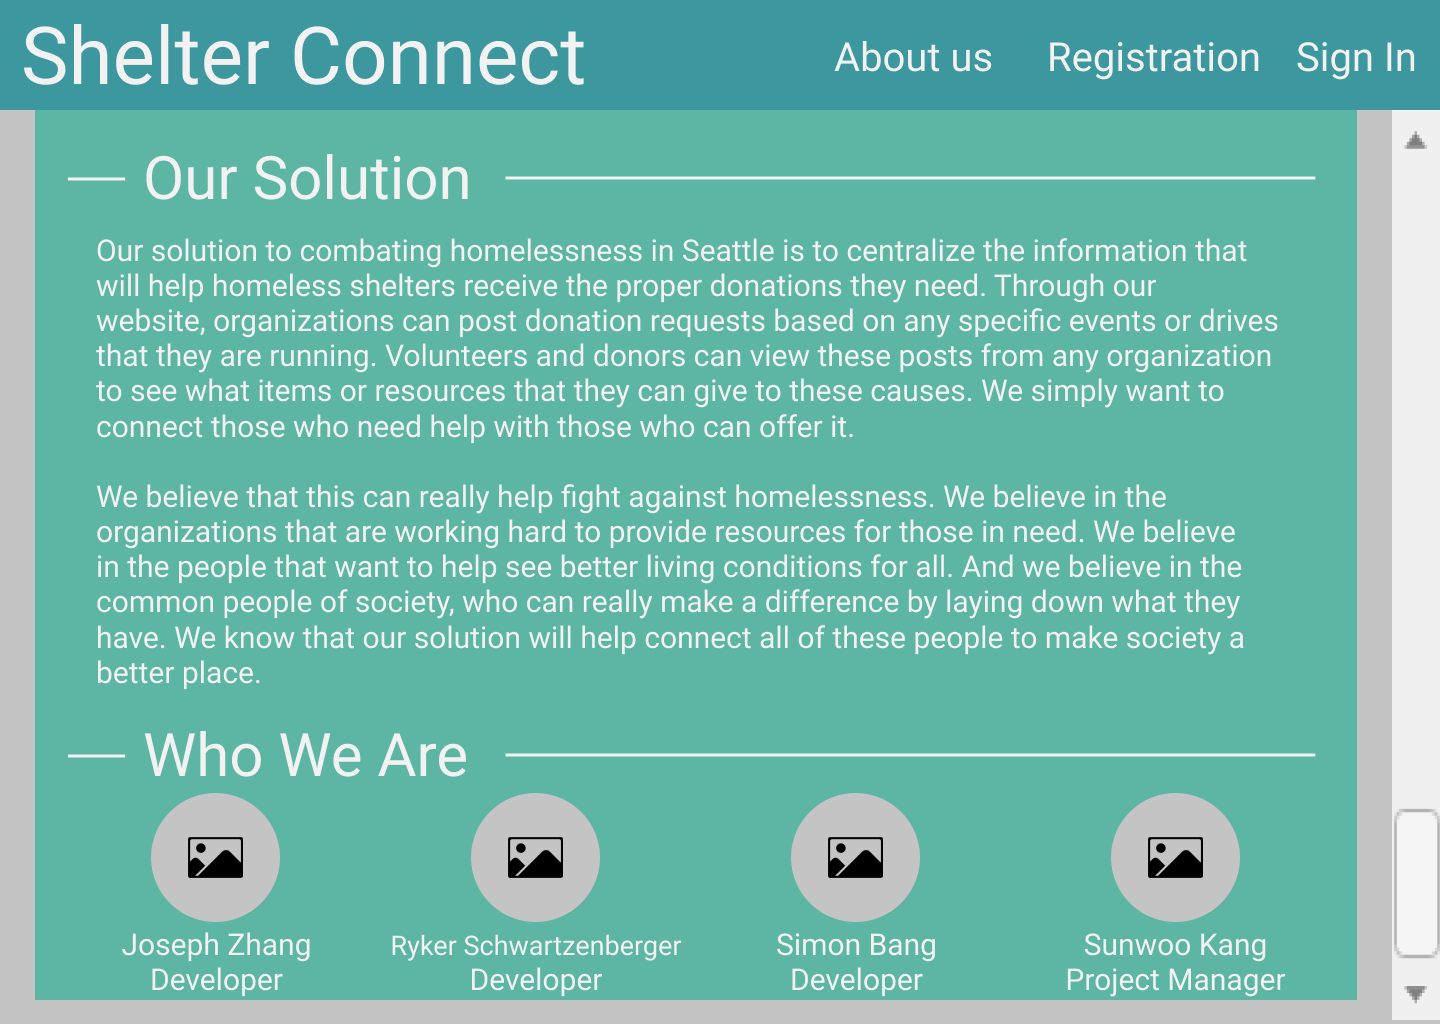 Shelter Connect
About us Registration Sign In
Our Solution
Our solution to combating homelessness in Seattle is to centralize the information that
will help homeless shelters receive the proper donations they need. Through our
website, organizations can post donation requests based on any specific events or drives
that they are running. Volunteers and donors can view these posts from any organization
to see what items or resources that they can give to these causes. We simply want to
connect those who need help with those who can offer it.
We believe that this can really help fight against homelessness. We believe in the
organizations that are working hard to provide resources for those in need. We believe
in the people that want to help see better living conditions for all. And we believe in the
common people of society, who can really make a difference by laying down what they
have. We know that our solution will help connect all of these people to make society a
better place.
Who We Are
Joseph Zhang
Developer
Ryker Schwartzenberger
Developer
Simon Bang
Developer
Sunwoo Kang
Project Manager